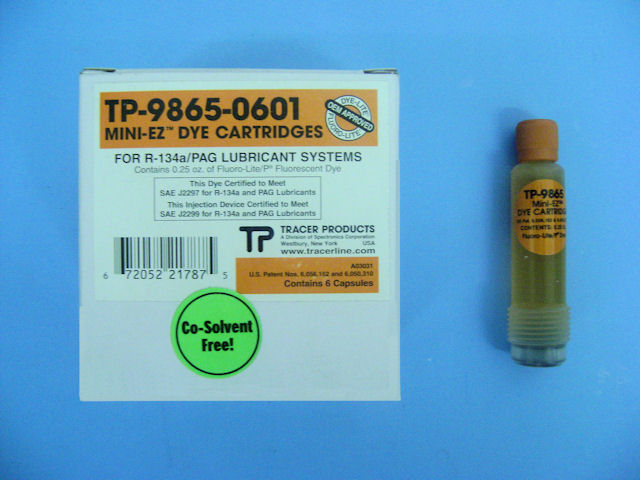 TP-9865-0601
MINI-EZ™ DYE CARTRIDGES
DYE-LITE
OEM APPROVED
FLUORO-LITE
FOR R-134a/PAG LUBRICANT SYSTEMS
Contains 0.25 oz. of Fluoro-Lite/P® Fluorescent Dye
This Dye Certified to Meet
SAE J2297 for R-134a and PAG Lubricants
This Injection Device Certified to Meet
SAE J2299 for R-134a and PAG Lubricants
TP
TRACER PRODUCTS
A Division of Spectronics Corporation
Westbury, New York USA
www.tracerline.com
6 72052 21787 5
A03031
U.S. Patent Nos. 6,056,162 and 6,050,310
Contains 6 Capsules
Co-Solvent
Free!
TP-9865
MINI-EZ™
DYE CARTRIDGES
CONTENTS: 0.25
Fluoro-Lite/P® Dye